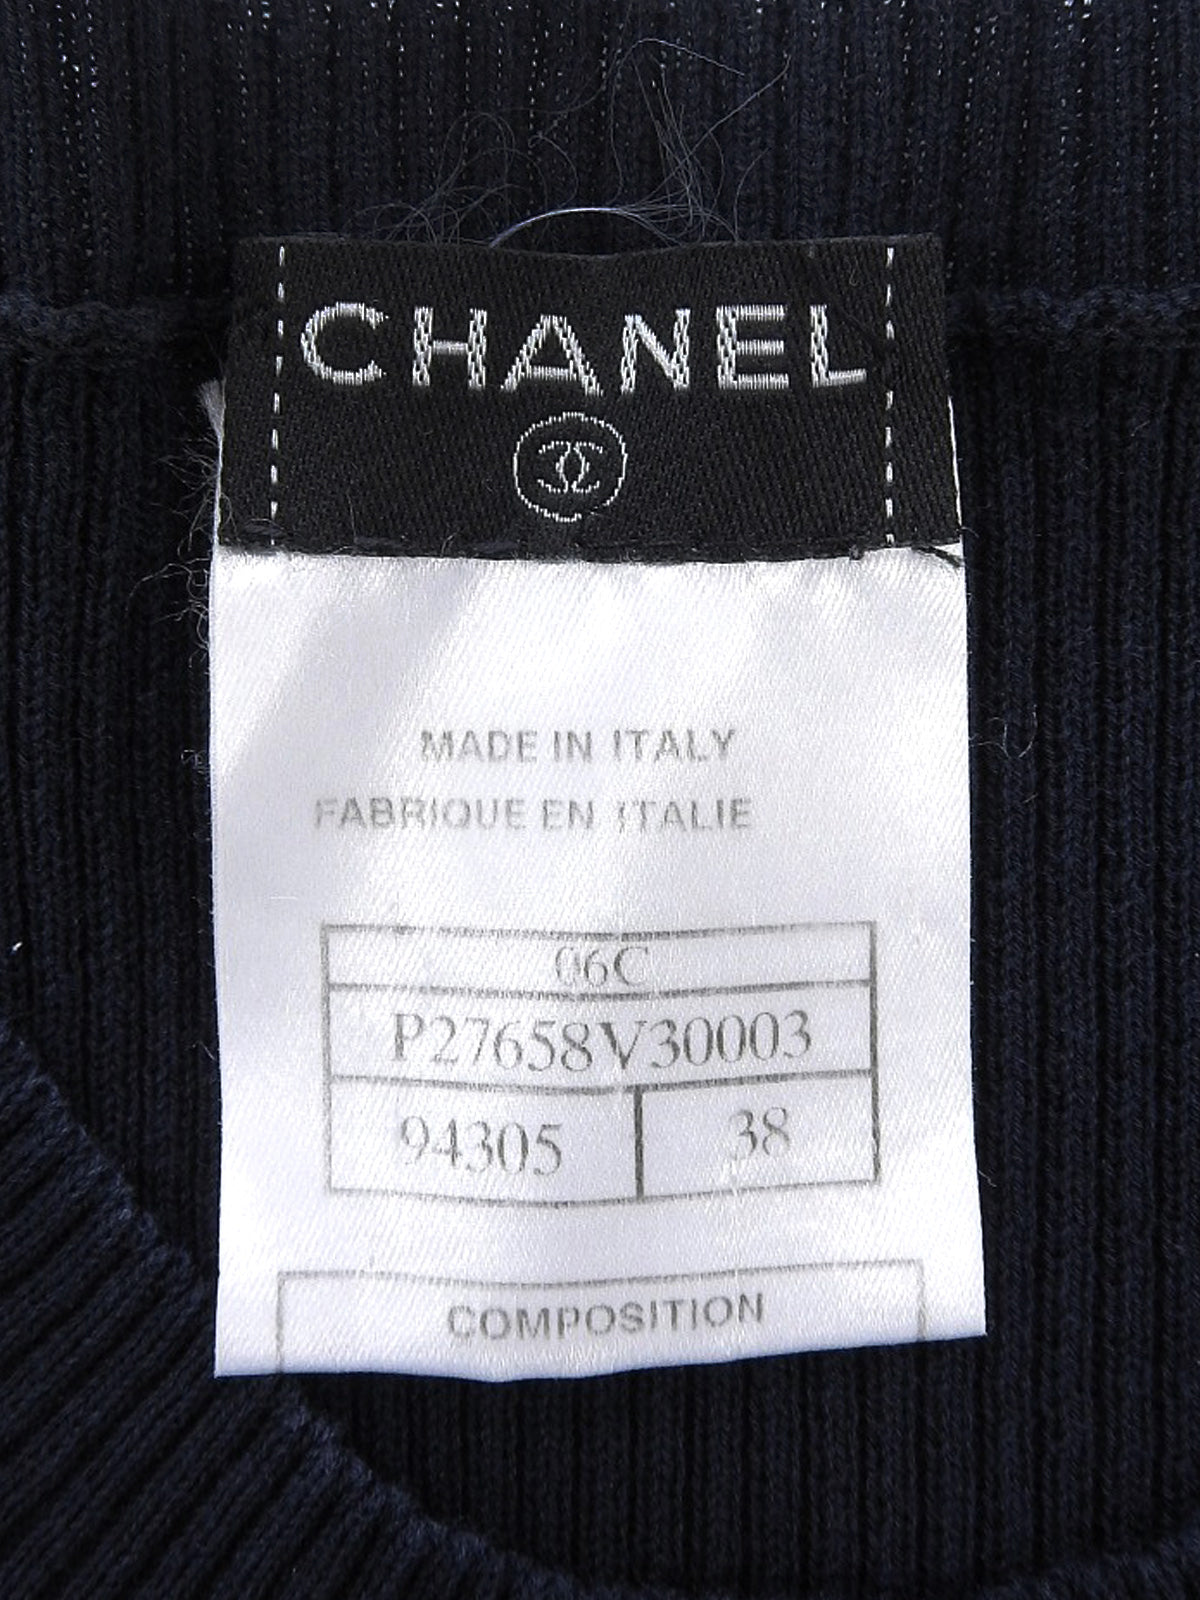 CHANEL
MADE IN ITALY
FABRIQUE EN ITALIE
06C
P27658V30003
94305 38
COMPOSITION